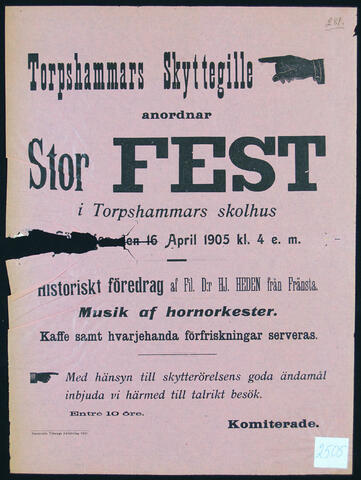 Torpshammars Skyttegille
anordnar
Stor FEST
i Torpshammars skolhus
den 16 April 1905 kl. 4 e. m.
Historiskt föredrag af Fil. D:r HJ. HEDEN från Fränsta.
Musik af hornorkester.
Kaffe samt hvarjehanda förfriskningar serveras.
Med hänsyn till skytterörelsens goda ändamål
inbjuda vi härmed till talrikt besök.
Entre 10 öre.
Komiterade.
2505